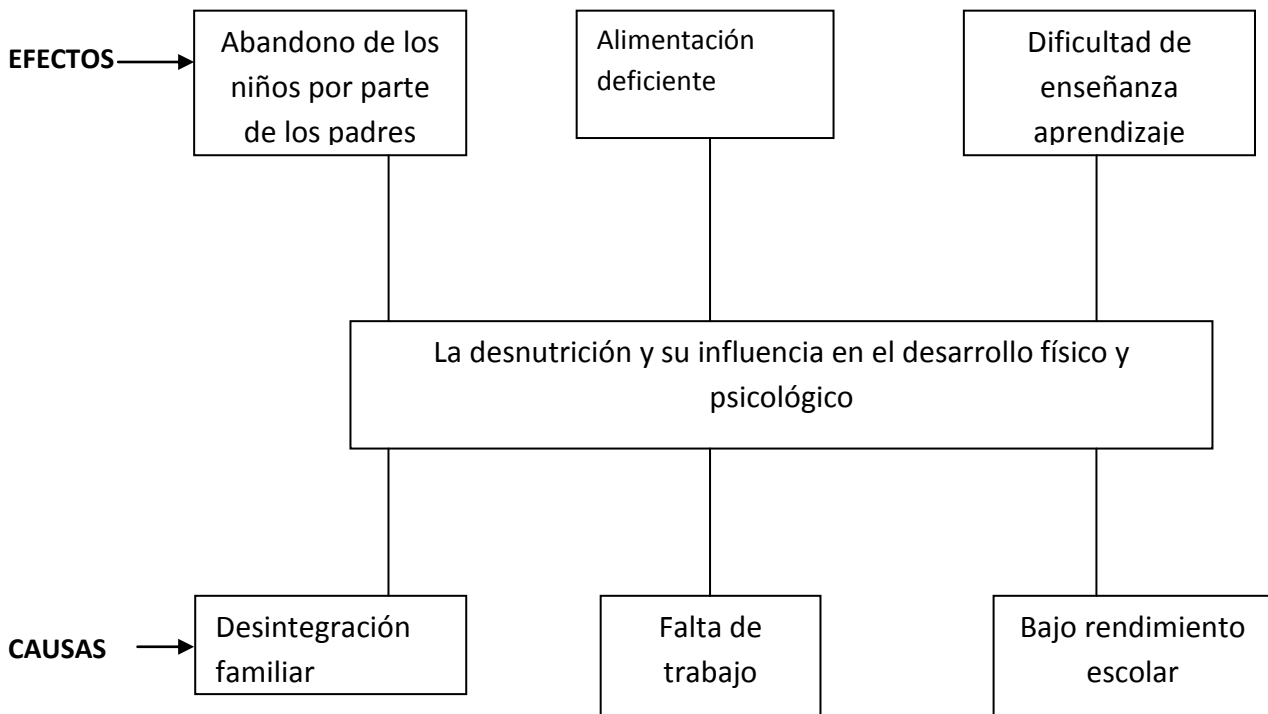 EFECTOS
Abandono de los
niños por parte
de los padres
Alimentación
deficiente
Dificultad de
enseñanza
aprendizaje
La desnutrición y su influencia en el desarrollo físico y
psicológico
CAUSAS
Desintegración
familiar
Falta de
trabajo
Bajo rendimiento
escolar